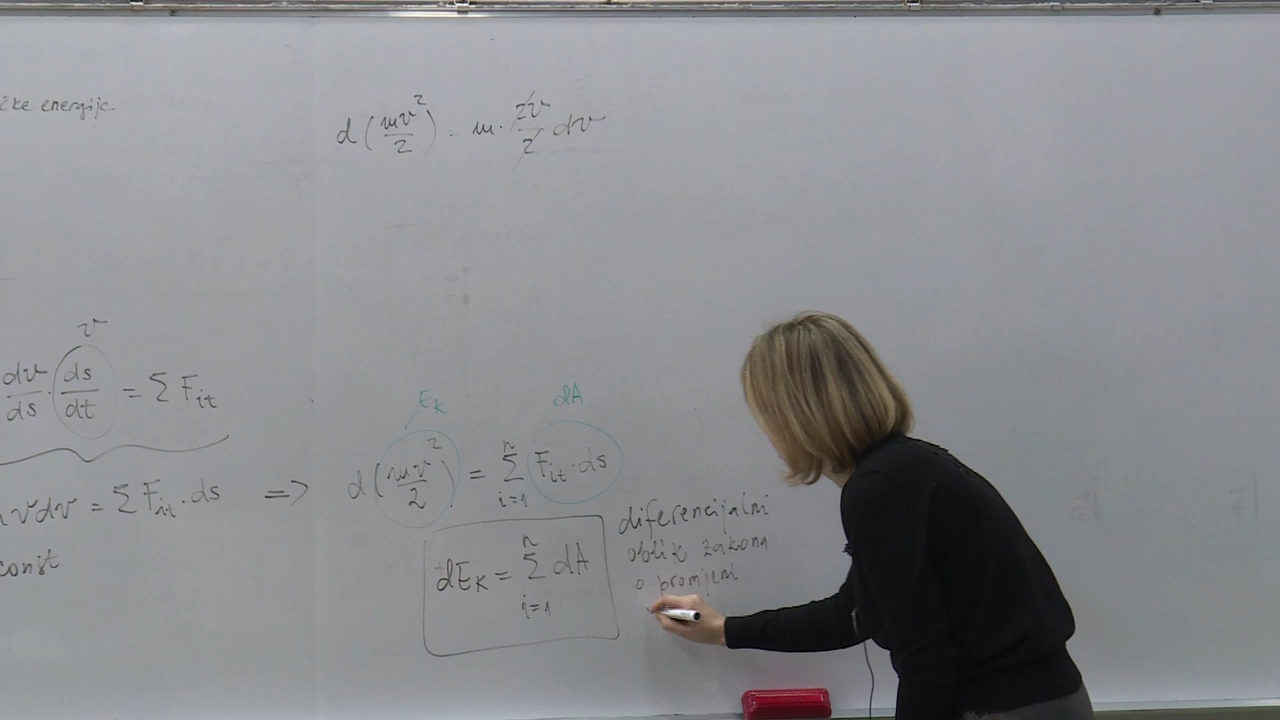 čke energije
d(mv²/2) = m · 2v/2 dv
v
dv/ds · ds/dt = Σ F_it
E_K dA
d(mv²/2) = Σ_{i=1}^{n} F_it · ds
v dv = Σ F_it · ds =>
const
dE_K = Σ_{i=1}^{n} dA
diferencijalni
oblik zakona
o promjeni